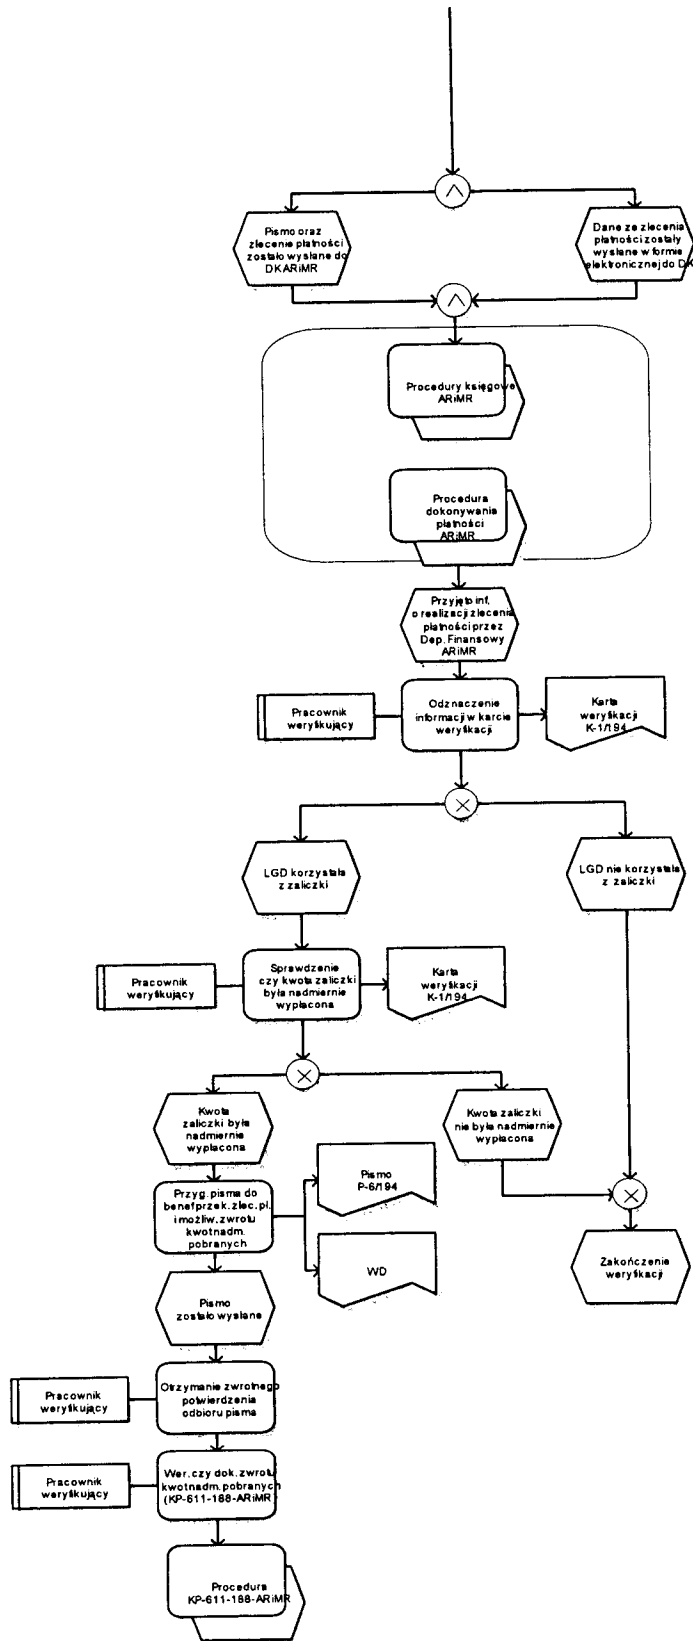 Pismo oraz
zlecenie płatności
zostało wysłane do
DKARiMR
Dane ze zlecenia
płatności zostały
wysłane w formie
elektronicznej do DK
Procedury księgowe
ARiMR
Procedura
dokonywania
płatności
ARiMR
Przyjęto inf.
o realizacji zlecenia
płatności przez
Dep. Finansowy
ARiMR
Pracownik
weryfikujący
Odznaczenie
informacji w karcie
weryfikacji
Karta
weryfikacji
K-1/194
LGD korzystała
z zaliczki
LGD nie korzystała
z zaliczki
Pracownik
weryfikujący
Sprawdzenie
czy kwota zaliczki
była nadmiernie
wypłacona
Karta
weryfikacji
K-1/194
Kwota
zaliczki była
nadmiernie
wypłacona
Kwota zaliczki
nie była nadmiernie
wypłacona
Przyg. pisma do
benef.przek.zlec.pł.
i możliw. zwrotu
kwot nadm.
pobranych
Pismo
P-6/194
WD
Zakończenie
weryfikacji
Pismo
zostało wysłane
Pracownik
weryfikujący
Otrzymanie zwrotnego
potwierdzenia
odbioru pisma
Pracownik
weryfikujący
Wer. czy dok. zwrotu
kwot nadm. pobranych
(KP-611-188-ARiMR)
Procedura
KP-611-188-ARiMR